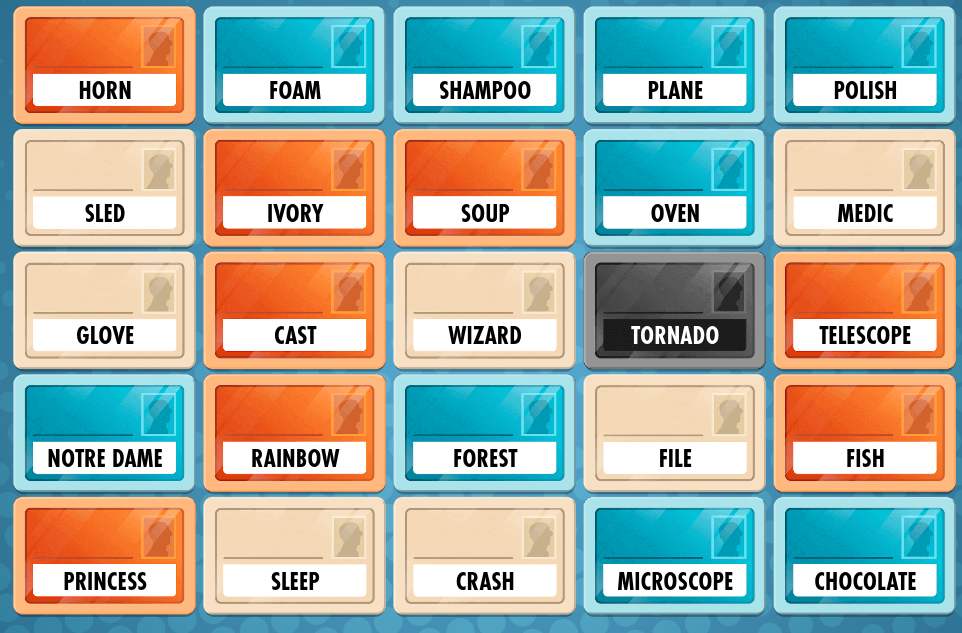 HORN
FOAM
SHAMPOO
PLANE
POLISH
SLED
IVORY
SOUP
OVEN
MEDIC
GLOVE
CAST
WIZARD
TORNADO
TELESCOPE
NOTRE DAME
RAINBOW
FOREST
FILE
FISH
PRINCESS
SLEEP
CRASH
MICROSCOPE
CHOCOLATE